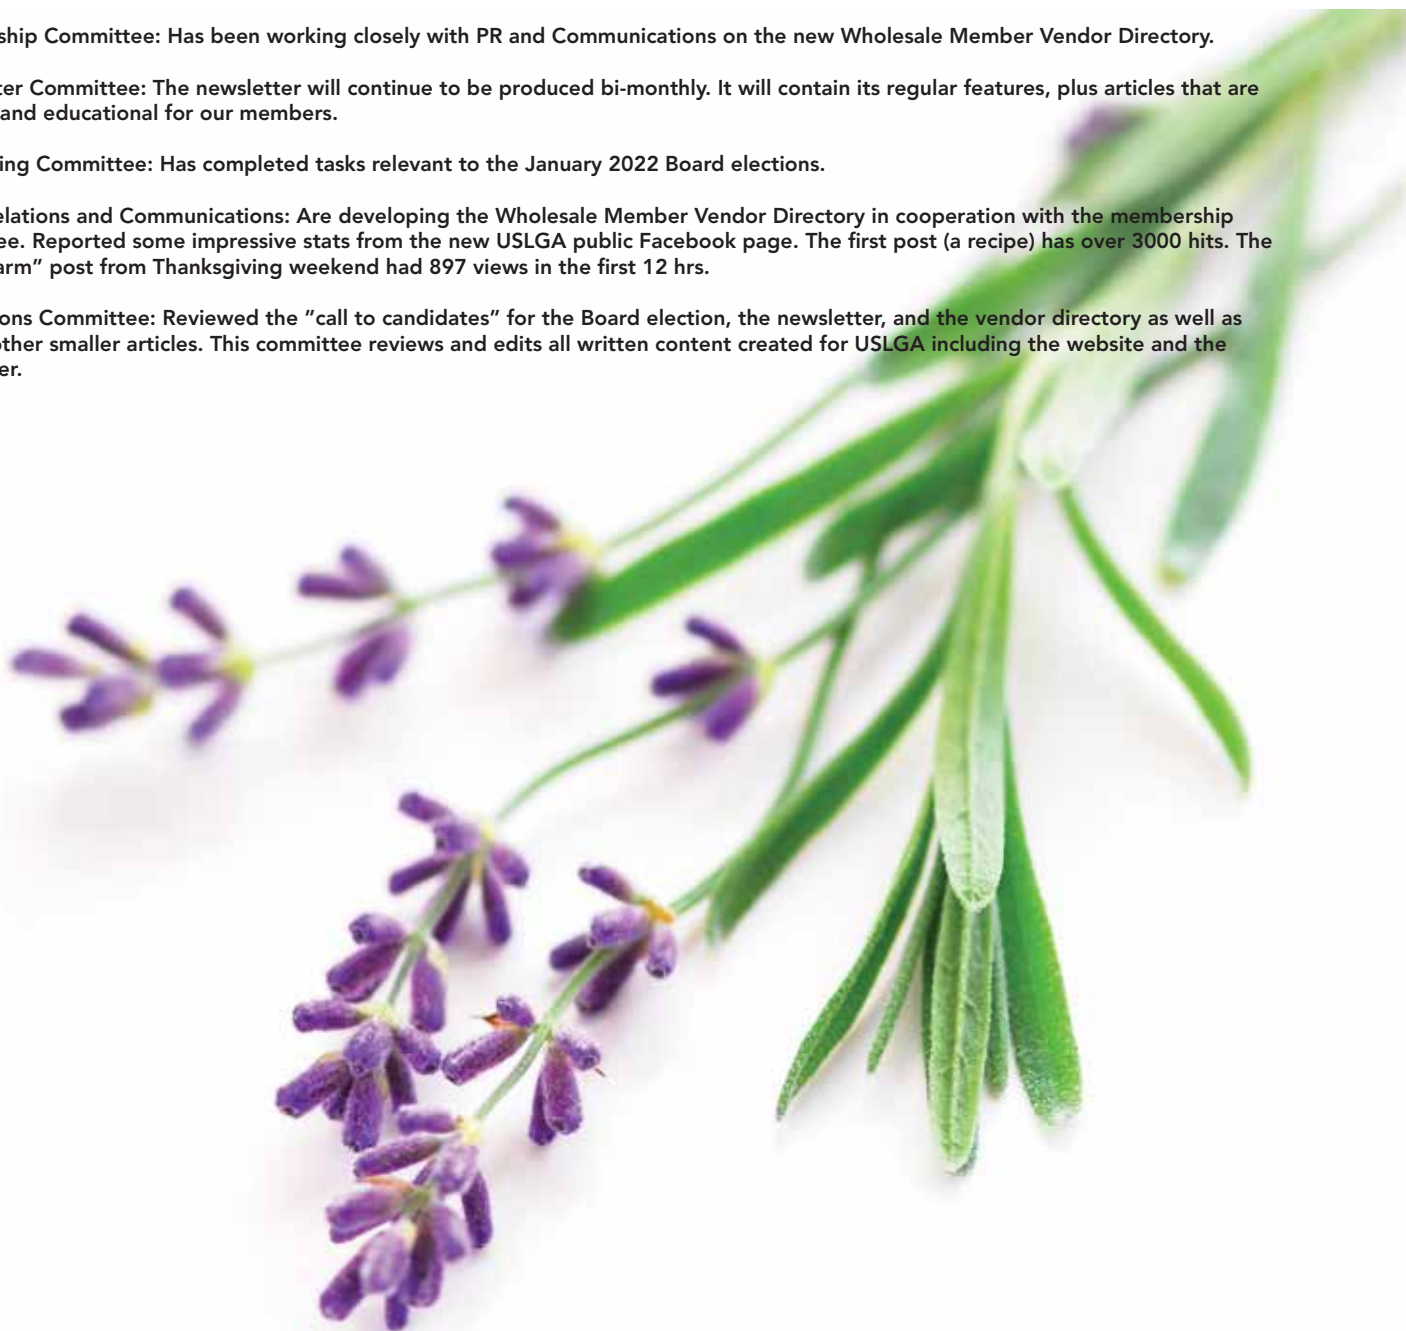 ship Committee: Has been working closely with PR and Communications on the new Wholesale Member Vendor Directory.
ter Committee: The newsletter will continue to be produced bi-monthly. It will contain its regular features, plus articles that are
and educational for our members.
ing Committee: Has completed tasks relevant to the January 2022 Board elections.
elations and Communications: Are developing the Wholesale Member Vendor Directory in cooperation with the membership
ee. Reported some impressive stats from the new USLGA public Facebook page. The first post (a recipe) has over 3000 hits. The
arm” post from Thanksgiving weekend had 897 views in the first 12 hrs.
ons Committee: Reviewed the “call to candidates” for the Board election, the newsletter, and the vendor directory as well as
other smaller articles. This committee reviews and edits all written content created for USLGA including the website and the
er.